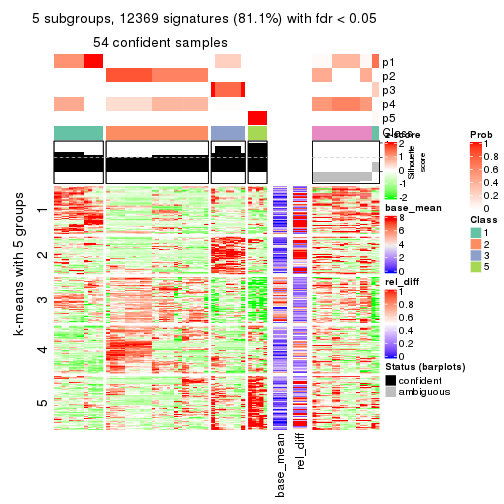 5 subgroups, 12369 signatures (81.1%) with fdr < 0.05
54 confident samples
p1
p2
p3
p4
p5
Class
Silhouette
score
k-means with 5 groups
1
2
3
4
5
base_mean
rel_diff
z-score
2
1
0
-1
-2
base_mean
8
6
4
2
0
rel_diff
1
0.8
0.6
0.4
0.2
0
Status (barplots)
confident
ambiguous
Prob
1
0.8
0.6
0.4
0.2
0
Class
1
2
3
5